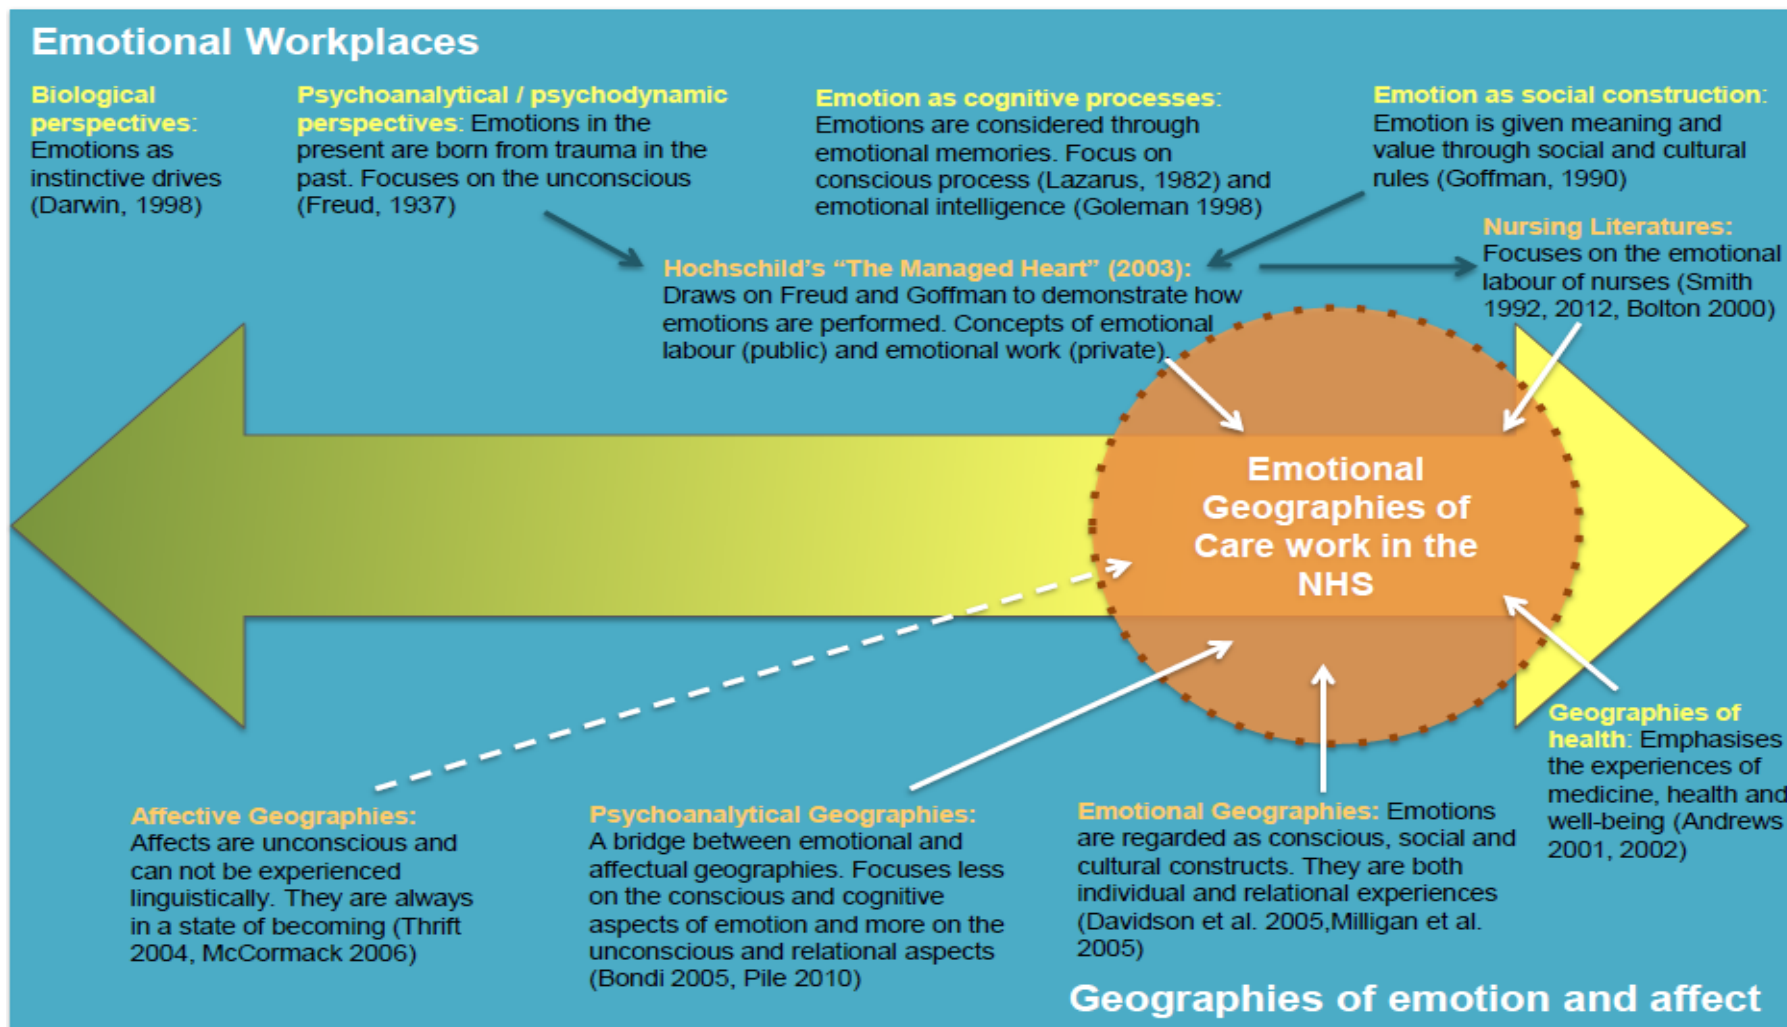 Emotional Workplaces
Biological
perspectives:
Emotions as
instinctive drives
(Darwin, 1998)
Psychoanalytical / psychodynamic
perspectives: Emotions in the
present are born from trauma in the
past. Focuses on the unconscious
(Freud, 1937)
Emotion as cognitive processes:
Emotions are considered through
emotional memories. Focus on
conscious process (Lazarus, 1982) and
emotional intelligence (Goleman 1998)
Emotion as social construction:
Emotion is given meaning and
value through social and cultural
rules (Goffman, 1990)
Hochschild's “The Managed Heart” (2003):
Draws on Freud and Goffman to demonstrate how
emotions are performed. Concepts of emotional
labour (public) and emotional work (private).
Nursing Literatures:
Focuses on the emotional
labour of nurses (Smith
1992, 2012, Bolton 2000)
Emotional
Geographies of
Care work in the
NHS
Affective Geographies:
Affects are unconscious and
can not be experienced
linguistically. They are always
in a state of becoming (Thrift
2004, McCormack 2006)
Psychoanalytical Geographies:
A bridge between emotional and
affectual geographies. Focuses less
on the conscious and cognitive
aspects of emotion and more on the
unconscious and relational aspects
(Bondi 2005, Pile 2010)
Emotional Geographies: Emotions
are regarded as conscious, social and
cultural constructs. They are both
individual and relational experiences
(Davidson et al. 2005,Milligan et al.
2005)
Geographies of
health: Emphasises
the experiences of
medicine, health and
well-being (Andrews
2001, 2002)
Geographies of emotion and affect